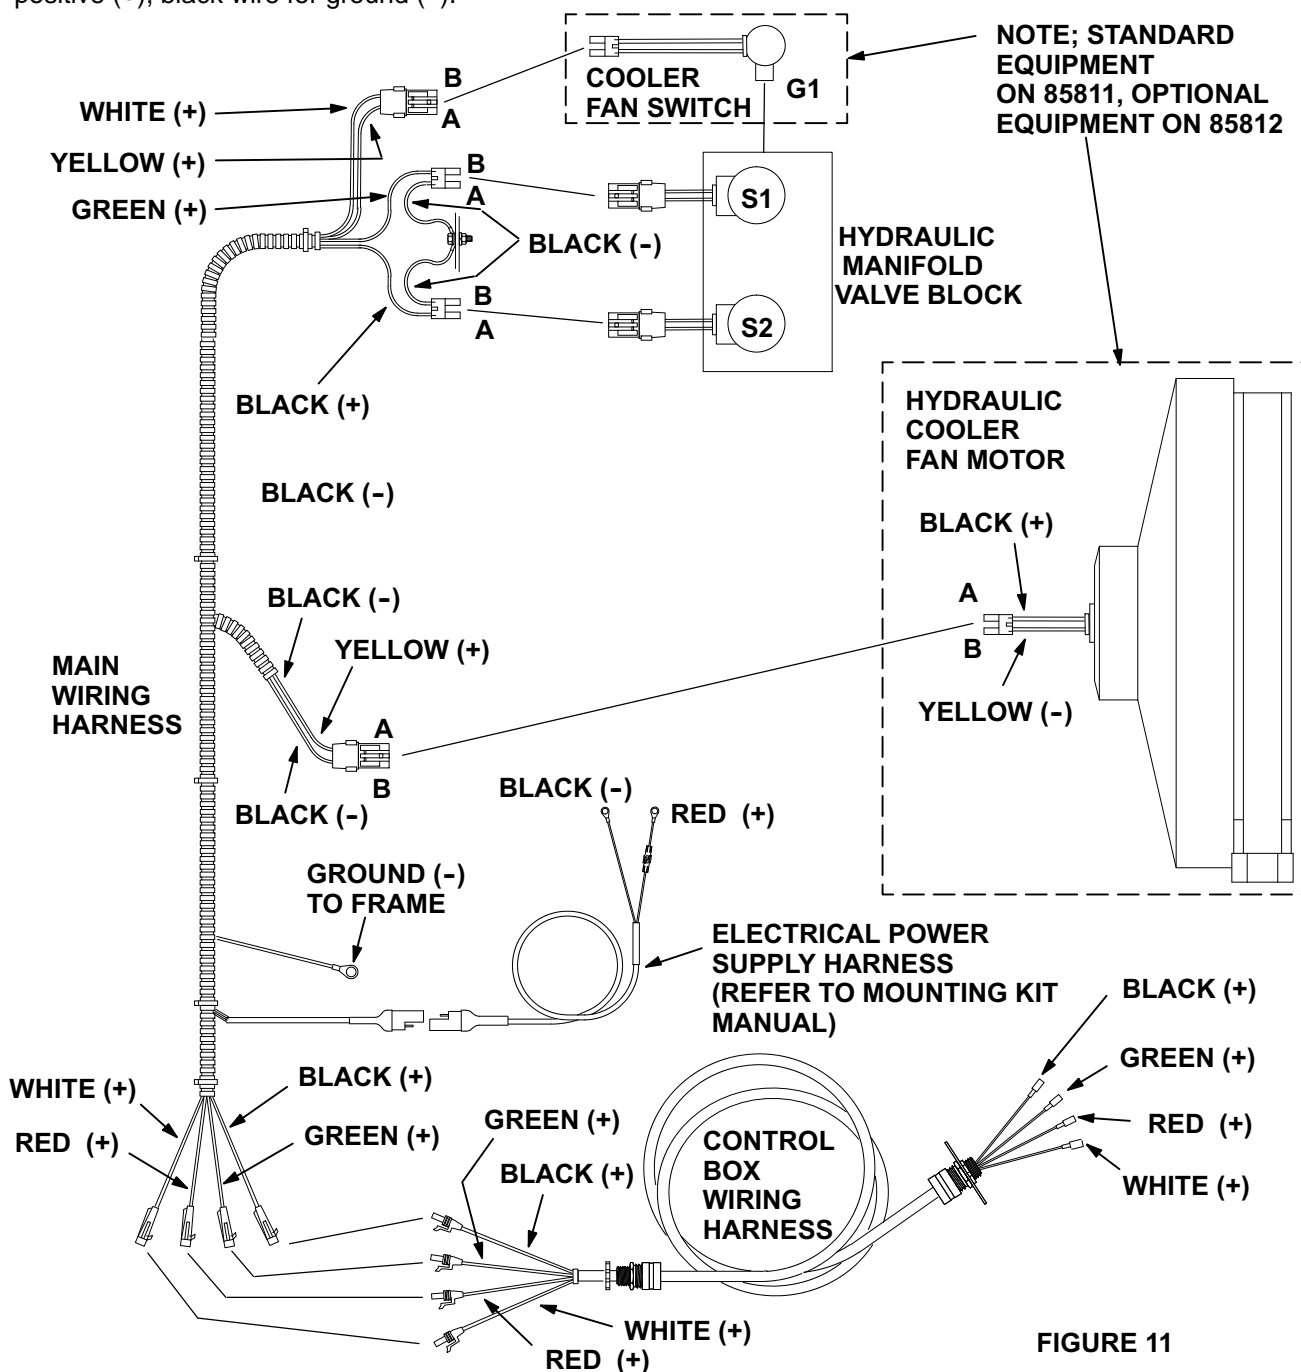 positive (+), black wire for ground (-).
NOTE; STANDARD
EQUIPMENT
ON 85811, OPTIONAL
EQUIPMENT ON 85812
COOLER
FAN SWITCH
G1
B
A
WHITE (+)
YELLOW (+)
GREEN (+)
B
A
BLACK (-)
S1
HYDRAULIC
MANIFOLD
VALVE BLOCK
B
A
S2
BLACK (+)
HYDRAULIC
COOLER
FAN MOTOR
BLACK (-)
BLACK (+)
A
B
YELLOW (-)
BLACK (-)
YELLOW (+)
MAIN
WIRING
HARNESS
A
B
BLACK (-)
BLACK (-)
RED (+)
GROUND (-)
TO FRAME
ELECTRICAL POWER
SUPPLY HARNESS
(REFER TO MOUNTING KIT
MANUAL)
BLACK (+)
GREEN (+)
RED (+)
WHITE (+)
WHITE (+)
BLACK (+)
RED (+)
GREEN (+)
GREEN (+)
BLACK (+)
CONTROL
BOX
WIRING
HARNESS
WHITE (+)
RED (+)
FIGURE 11